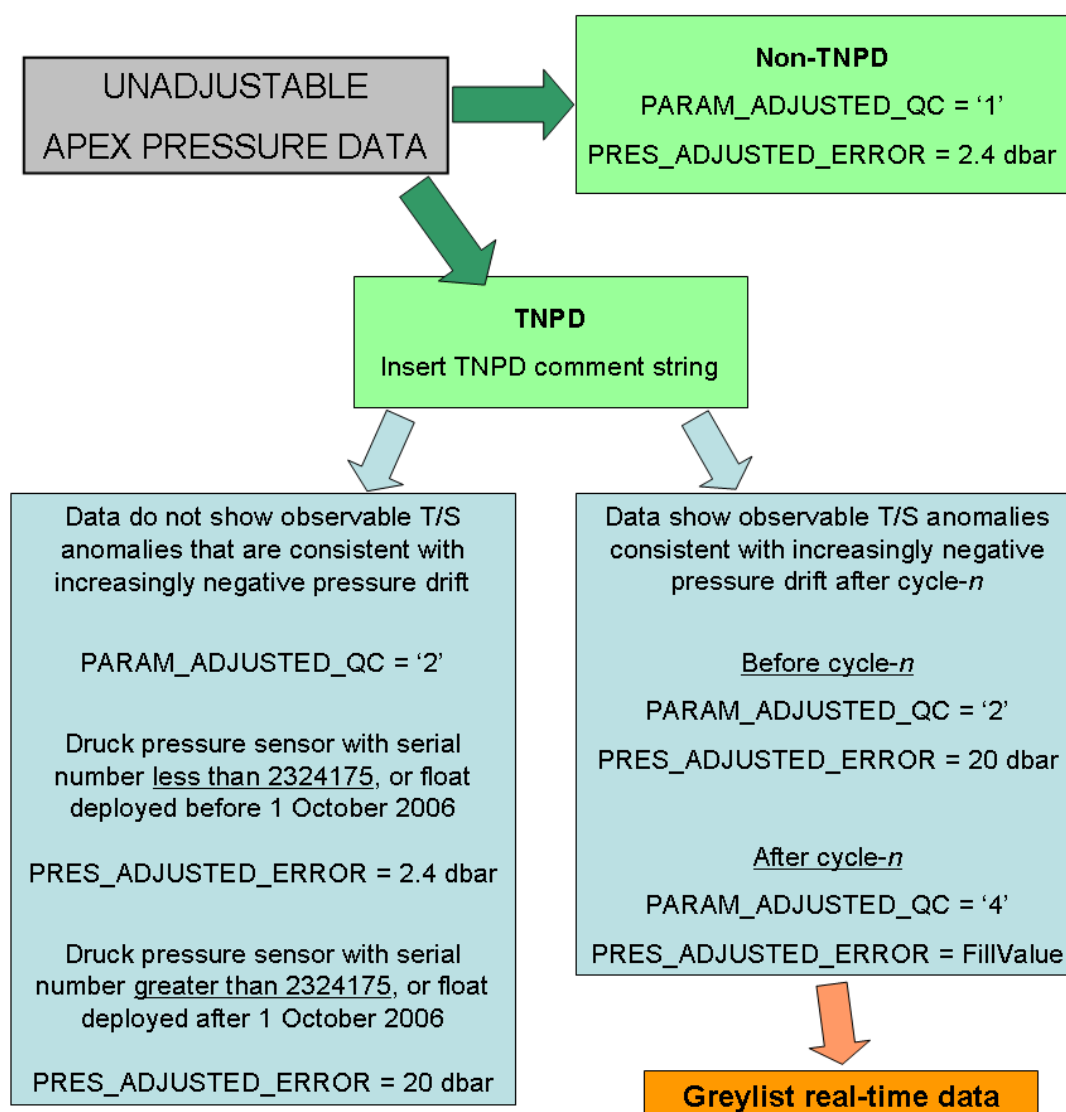 UNADJUSTABLE
APEX PRESSURE DATA
Non-TNPD
PARAM_ADJUSTED_QC = ‘1’
PRES_ADJUSTED_ERROR = 2.4 dbar
TNPD
Insert TNPD comment string
Data do not show observable T/S
anomalies that are consistent with
increasingly negative pressure drift
PARAM_ADJUSTED_QC = ‘2’
Druck pressure sensor with serial
number less than 2324175, or float
deployed before 1 October 2006
PRES_ADJUSTED_ERROR = 2.4 dbar
Druck pressure sensor with serial
number greater than 2324175, or float
deployed after 1 October 2006
PRES_ADJUSTED_ERROR = 20 dbar
Data show observable T/S anomalies
consistent with increasingly negative
pressure drift after cycle-n
Before cycle-n
PARAM_ADJUSTED_QC = ‘2’
PRES_ADJUSTED_ERROR = 20 dbar
After cycle-n
PARAM_ADJUSTED_QC = ‘4’
PRES_ADJUSTED_ERROR = FillValue
Greylist real-time data